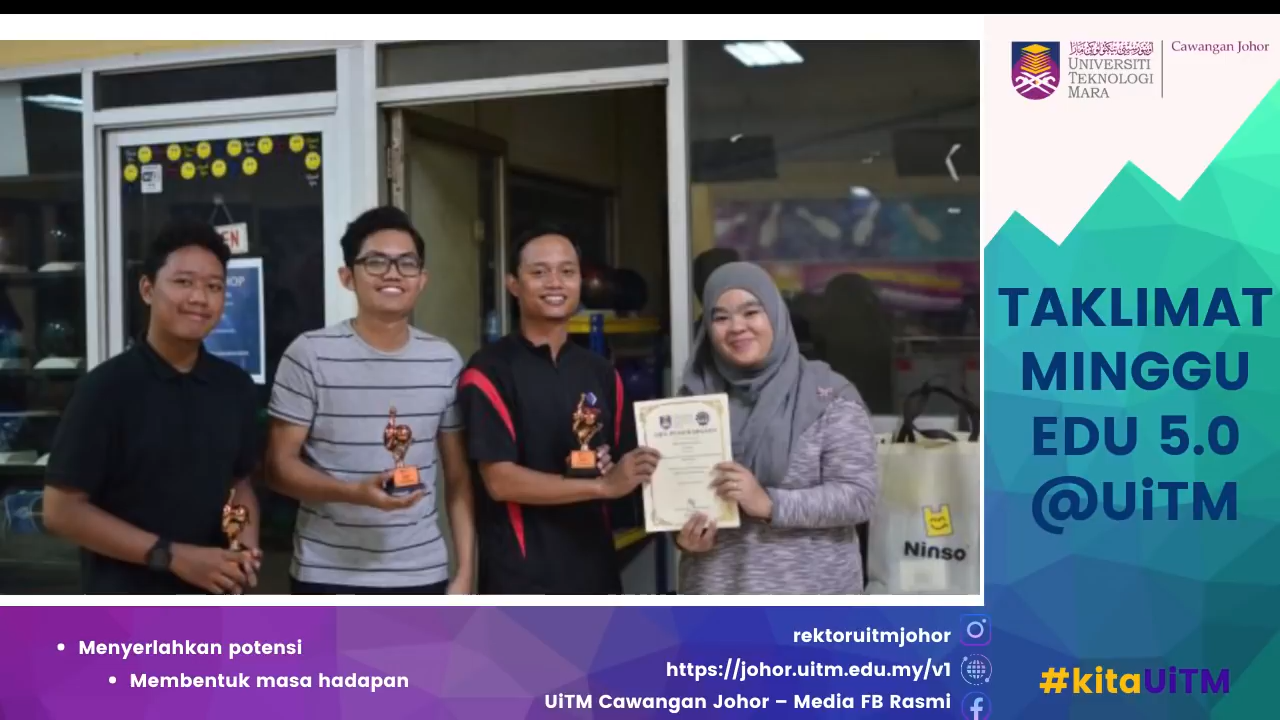 UNIVERSITI
TEKNOLOGI
MARA
Cawangan Johor
TAKLIMAT
MINGGU
EDU 5.0
@UiTM
Ninso
• Menyerlahkan potensi
• Membentuk masa hadapan
rektoruitmjohor
https://johor.uitm.edu.my/v1
UiTM Cawangan Johor – Media FB Rasmi
#kitaUiTM